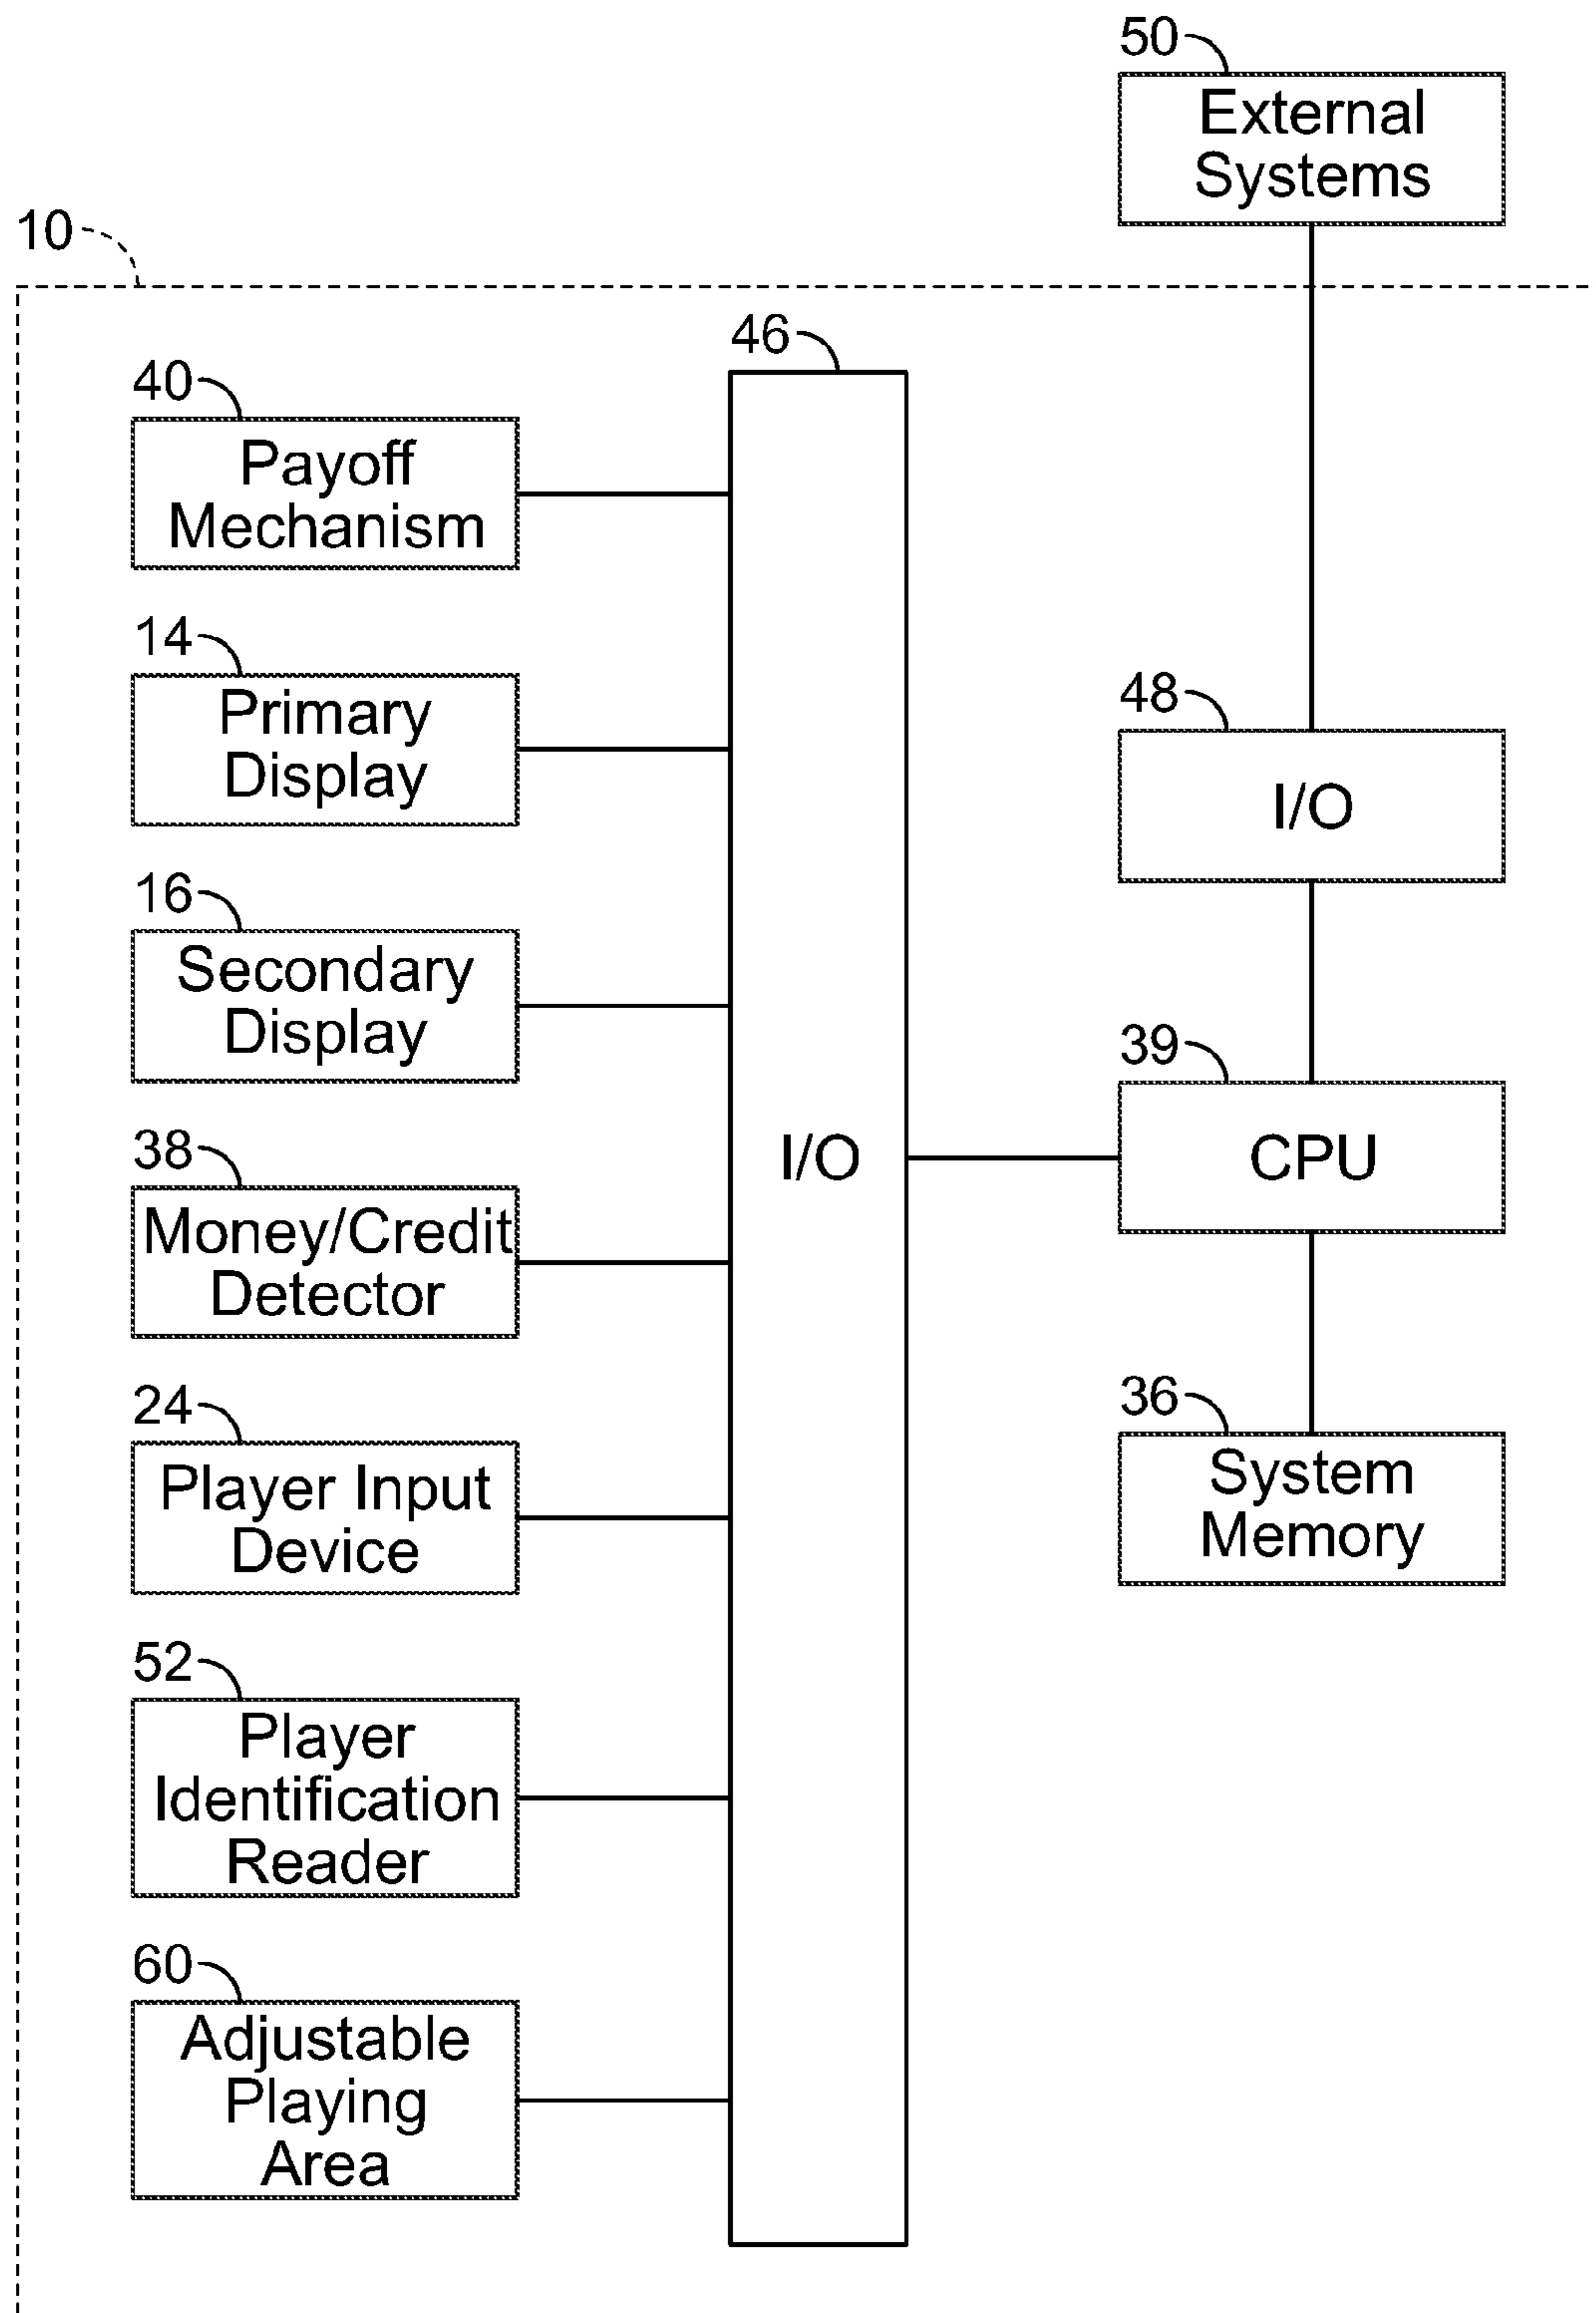 50
External
Systems
10
46
40
Payoff
Mechanism
14
Primary
Display
48
I/O
16
Secondary
Display
39
CPU
38
Money/Credit
Detector
I/O
24
Player Input
Device
36
System
Memory
52
Player
Identification
Reader
60
Adjustable
Playing
Area